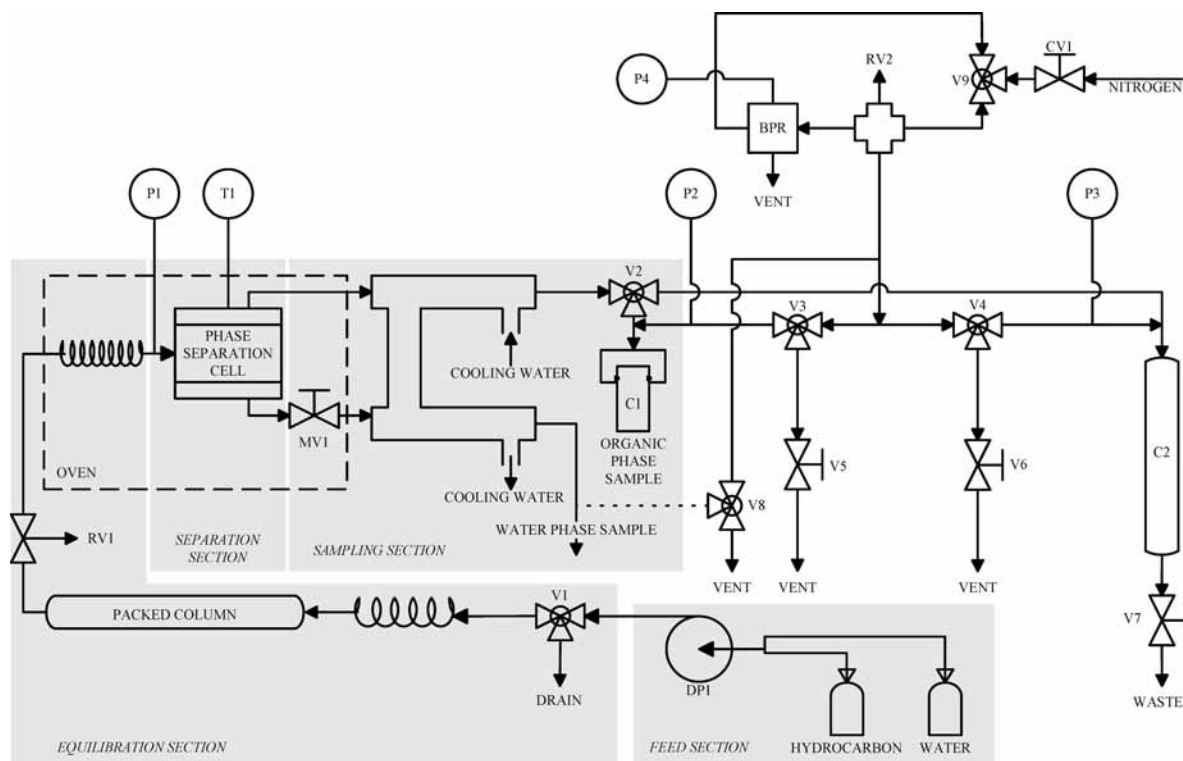 CV1
RV2
P4
V9
NITROGEN
BPR
P1
T1
P2
P3
VENT
V2
V3
V4
PHASE
SEPARATION
CELL
COOLING WATER
C1
C2
MV1
ORGANIC
PHASE
SAMPLE
V5
V6
OVEN
COOLING WATER
V8
WATER PHASE SAMPLE
RV1
SEPARATION
SECTION
SAMPLING SECTION
VENT
VENT
VENT
V1
PACKED COLUMN
V7
DP1
DRAIN
WASTE
HYDROCARBON
WATER
EQUILIBRATION SECTION
FEED SECTION